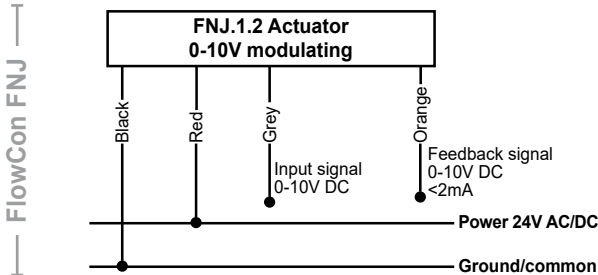 FlowCon FNJ
FNJ.1.2 Actuator
0-10V modulating
Black
Red
Grey
Orange
Input signal
0-10V DC
Feedback signal
0-10V DC
<2mA
Power 24V AC/DC
Ground/common